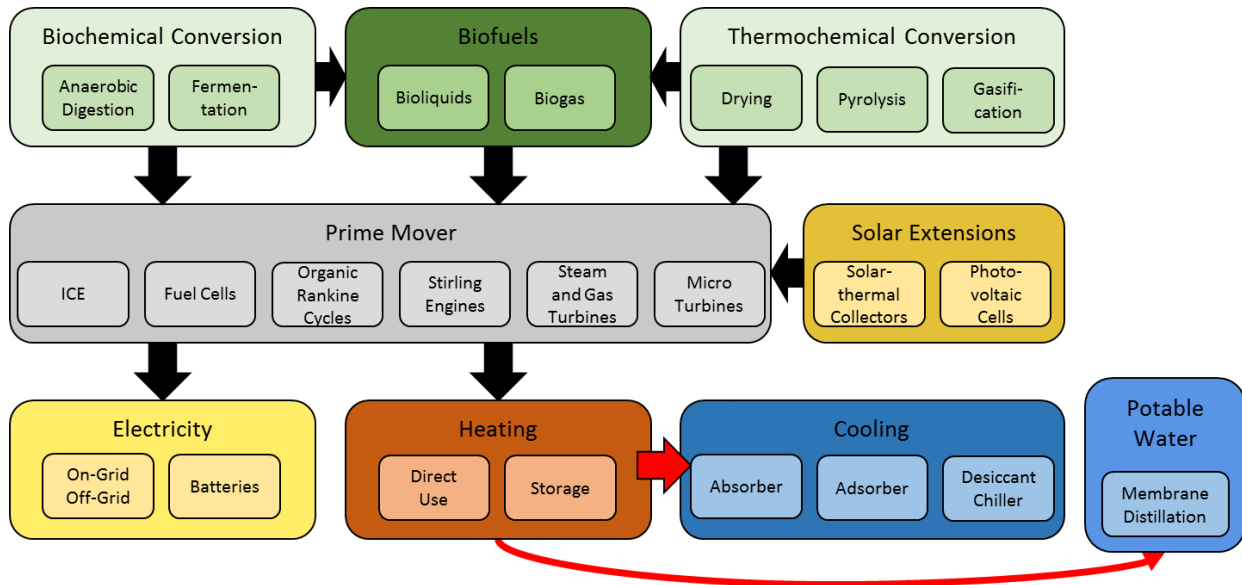 Biochemical Conversion
Anaerobic
Digestion
Fermen-
tation
Biofuels
Bioliquids
Biogas
Thermochemical Conversion
Drying
Pyrolysis
Gasifi-
cation
Prime Mover
ICE
Fuel Cells
Organic
Rankine
Cycles
Stirling
Engines
Steam
and Gas
Turbines
Micro
Turbines
Solar Extensions
Solar-
thermal
Collectors
Photo-
voltaic
Cells
Electricity
On-Grid
Off-Grid
Batteries
Heating
Direct
Use
Storage
Cooling
Absorber
Adsorber
Desiccant
Chiller
Potable
Water
Membrane
Distillation